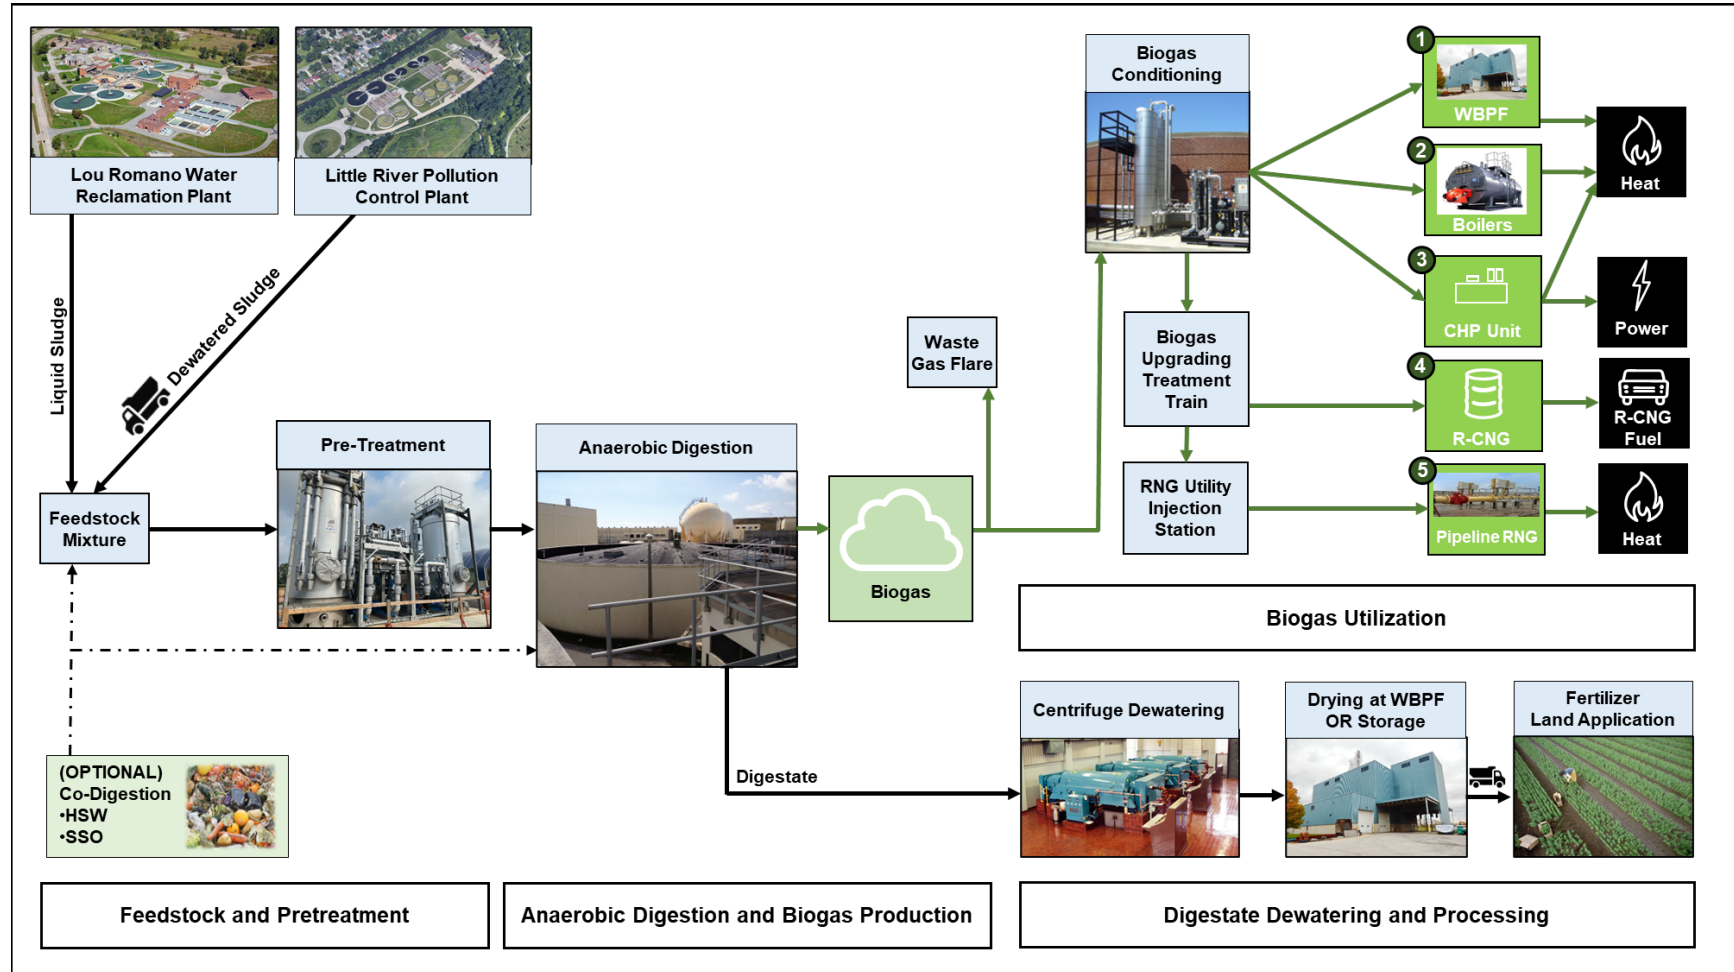 Lou Romano Water
Reclamation Plant
Little River Pollution
Control Plant
Liquid Sludge
Dewatered Sludge
Feedstock
Mixture
Pre-Treatment
Anaerobic Digestion
Biogas
Waste
Gas Flare
Biogas
Conditioning
Biogas
Upgrading
Treatment
Train
RNG Utility
Injection
Station
1
WBPF
2
Boilers
3
CHP Unit
4
R-CNG
5
Pipeline RNG
Heat
Power
R-CNG
Fuel
Heat
Biogas Utilization
(OPTIONAL)
Co-Digestion
•HSW
•SSO
Digestate
Centrifuge Dewatering
Drying at WBPF
OR Storage
Fertilizer
Land Application
Feedstock and Pretreatment
Anaerobic Digestion and Biogas Production
Digestate Dewatering and Processing